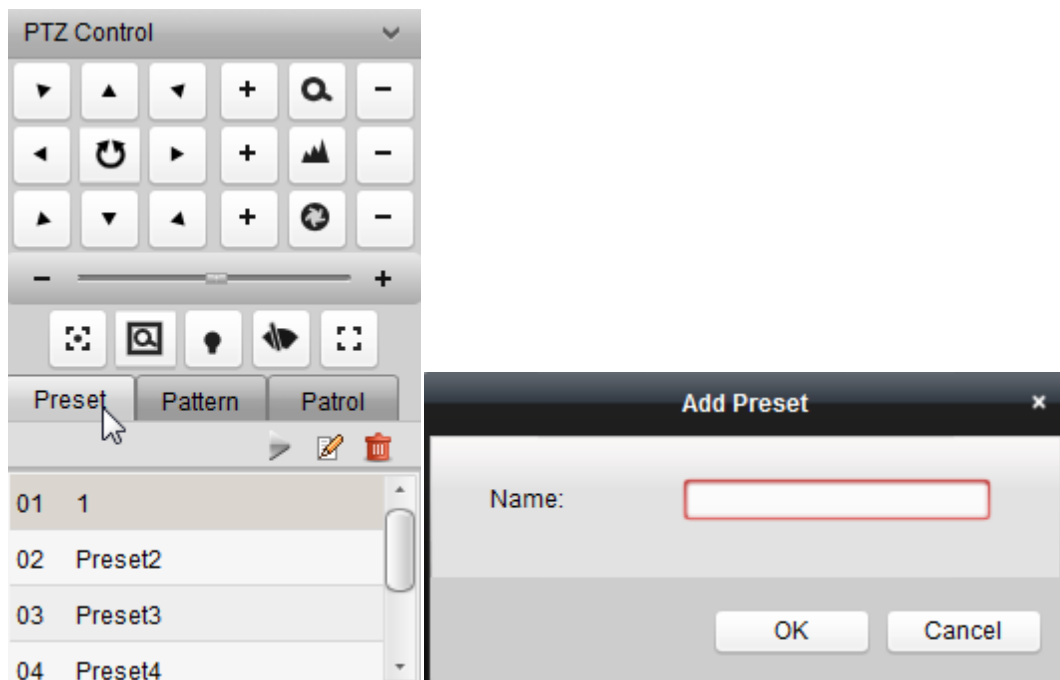 PTZ Control
Preset Pattern Patrol
01 1
02 Preset2
03 Preset3
04 Preset4
Add Preset
Name:
OK Cancel